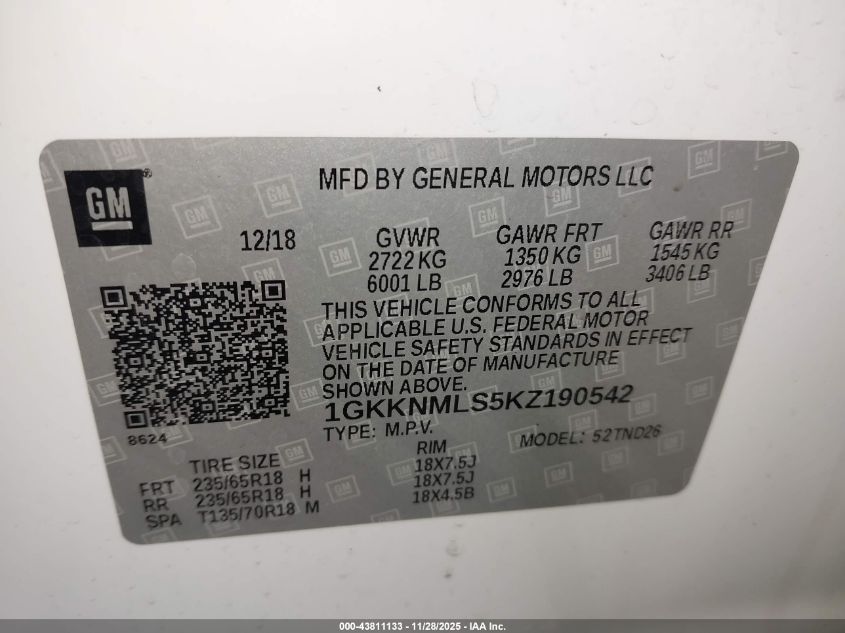 GM®
MFD BY GENERAL MOTORS LLC
12/18 GVWR GAWR FRT GAWR RR
2722 KG 1350 KG 1545 KG
6001 LB 2976 LB 3406 LB
THIS VEHICLE CONFORMS TO ALL
APPLICABLE U.S. FEDERAL MOTOR
VEHICLE SAFETY STANDARDS IN EFFECT
ON THE DATE OF MANUFACTURE
SHOWN ABOVE.
1GKKNMLS5KZ190542
8624
TYPE: M.P.V. MODEL: 52TND26
TIRE SIZE RIM
FRT 235/65R18 H 18X7.5J
RR 235/65R18 H 18X7.5J
SPA T135/70R18 M 18X4.5B
000-43811133 - 11/28/2025 - IAA Inc.